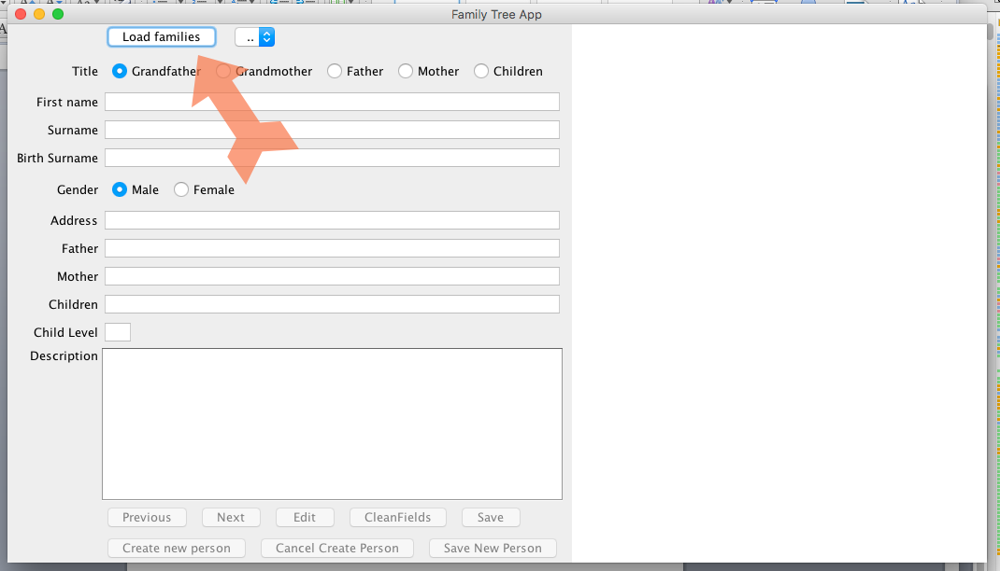 Family Tree App
Load families ..
Title Grandfather Grandmother Father Mother Children
First name
Surname
Birth Surname
Gender Male Female
Address
Father
Mother
Children
Child Level
Description
Previous Next Edit CleanFields Save
Create new person Cancel Create Person Save New Person